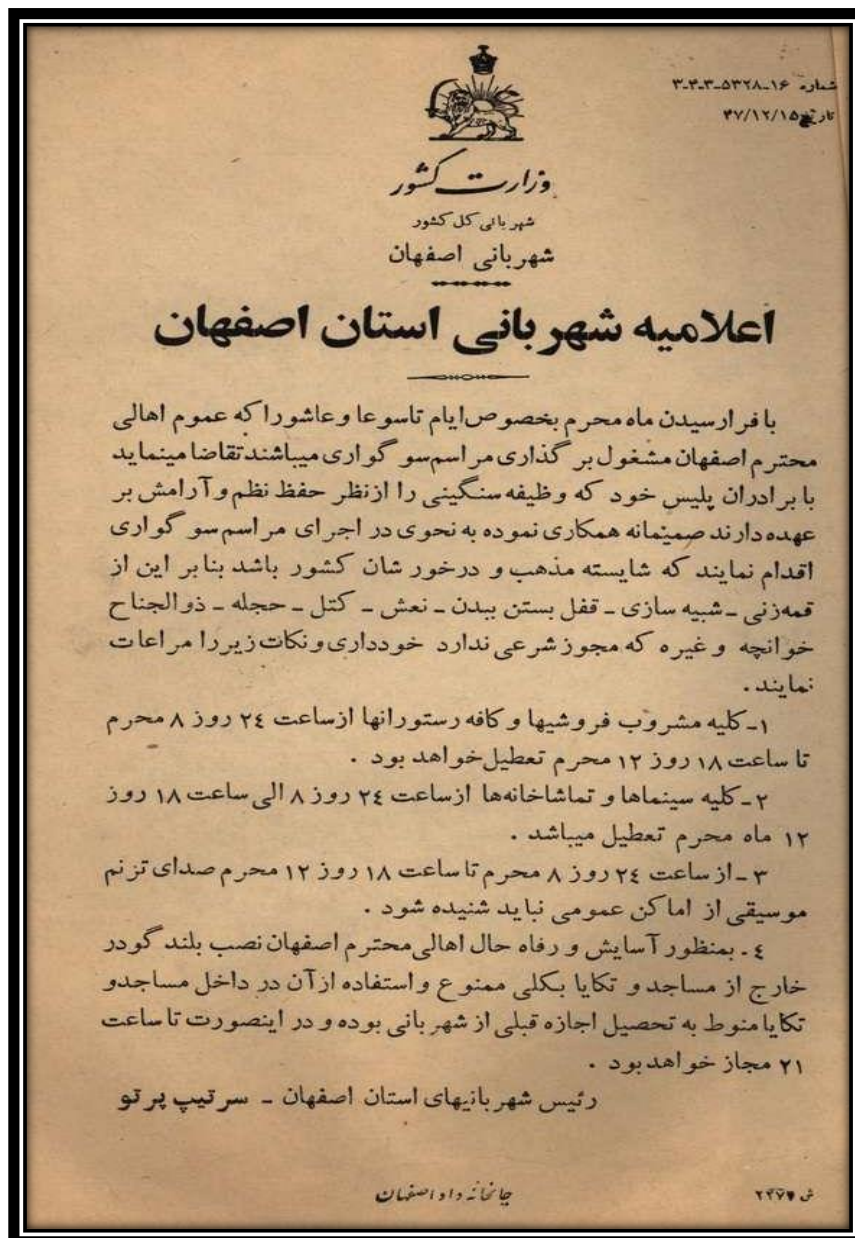 شماره ۱۶-۵۳۲۸-۳-۴-۳
تاریخ ۴۷/۱۲/۱۵
وزارت کشور
شهربانی کل کشور
شهربانی اصفهان
اعلامیه شهربانی استان اصفهان
با فرارسیدن ماه محرم بخصوص ایام تاسوعا و عاشورا که عموم اهالی
محترم اصفهان مشغول برگذاری مراسم سوگواری میباشند تقاضا مینماید
با برادران پلیس خود که وظیفه سنگینی را از نظر حفظ نظم و آرامش بر
عهده دارند صمیمانه همکاری نموده به نحوی در اجرای مراسم سوگواری
اقدام نمایند که شایسته مذهب و درخور شان کشور باشد بنابر این از
قمه‌زنی - شبیه سازی - قفل بستن ببدن - نعش - کتل - حجله - ذوالجناح
خوانچه و غیره که مجوز شرعی ندارد خودداری و نکات زیر را مراعات
نمایند.
۱- کلیه مشروب فروشیها و کافه رستورانها از ساعت ۲۴ روز ۸ محرم
تا ساعت ۱۸ روز ۱۲ محرم تعطیل خواهد بود.
۲- کلیه سینماها و تماشاخانه‌ها از ساعت ۲۴ روز ۸ الی ساعت ۱۸ روز
۱۲ ماه محرم تعطیل میباشد.
۳- از ساعت ۲۴ روز ۸ محرم تا ساعت ۱۸ روز ۱۲ محرم صدای ترنم
موسیقی از اماکن عمومی نباید شنیده شود.
٤- بمنظور آسایش و رفاه حال اهالی محترم اصفهان نصب بلند گو در
خارج از مساجد و تکایا بکلی ممنوع و استفاده از آن در داخل مساجد و
تکایا منوط به تحصیل اجازه قبلی از شهربانی بوده و در اینصورت تا ساعت
۲۱ مجاز خواهد بود.
رئیس شهربانیهای استان اصفهان - سرتیپ پرتو
چاپخانه داد اصفهان